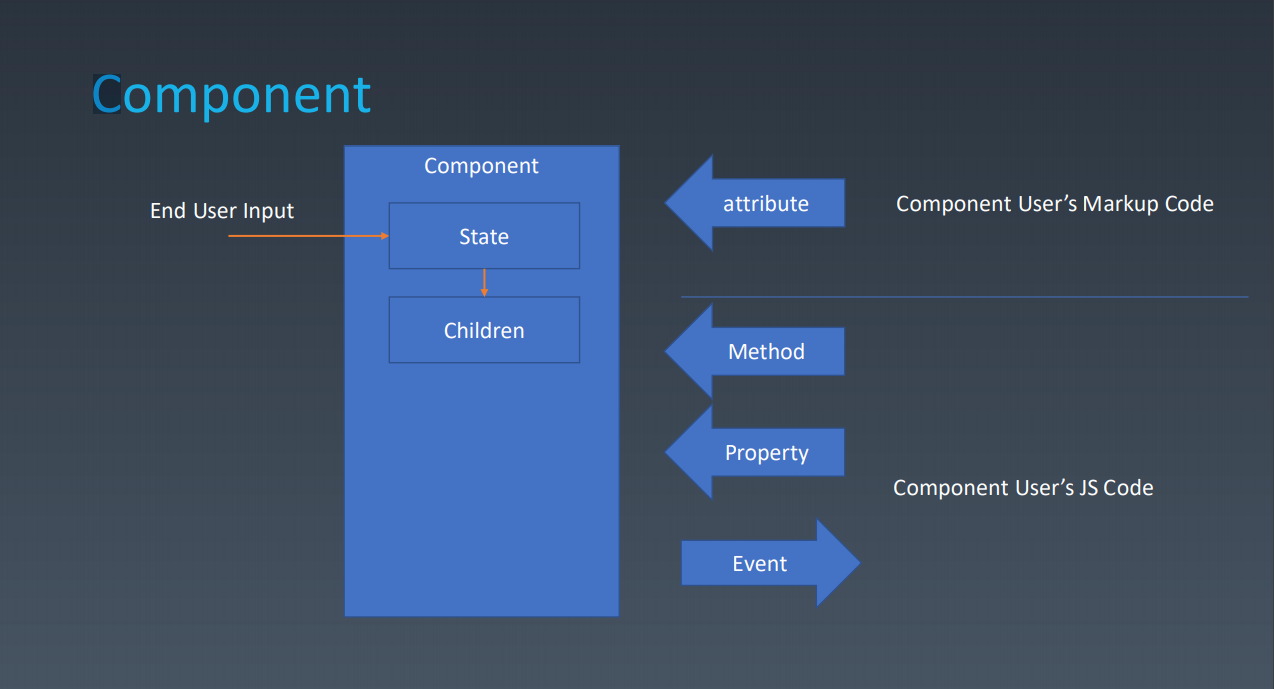 Component
Component
End User Input
State
Children
attribute
Component User's Markup Code
Method
Property
Component User's JS Code
Event